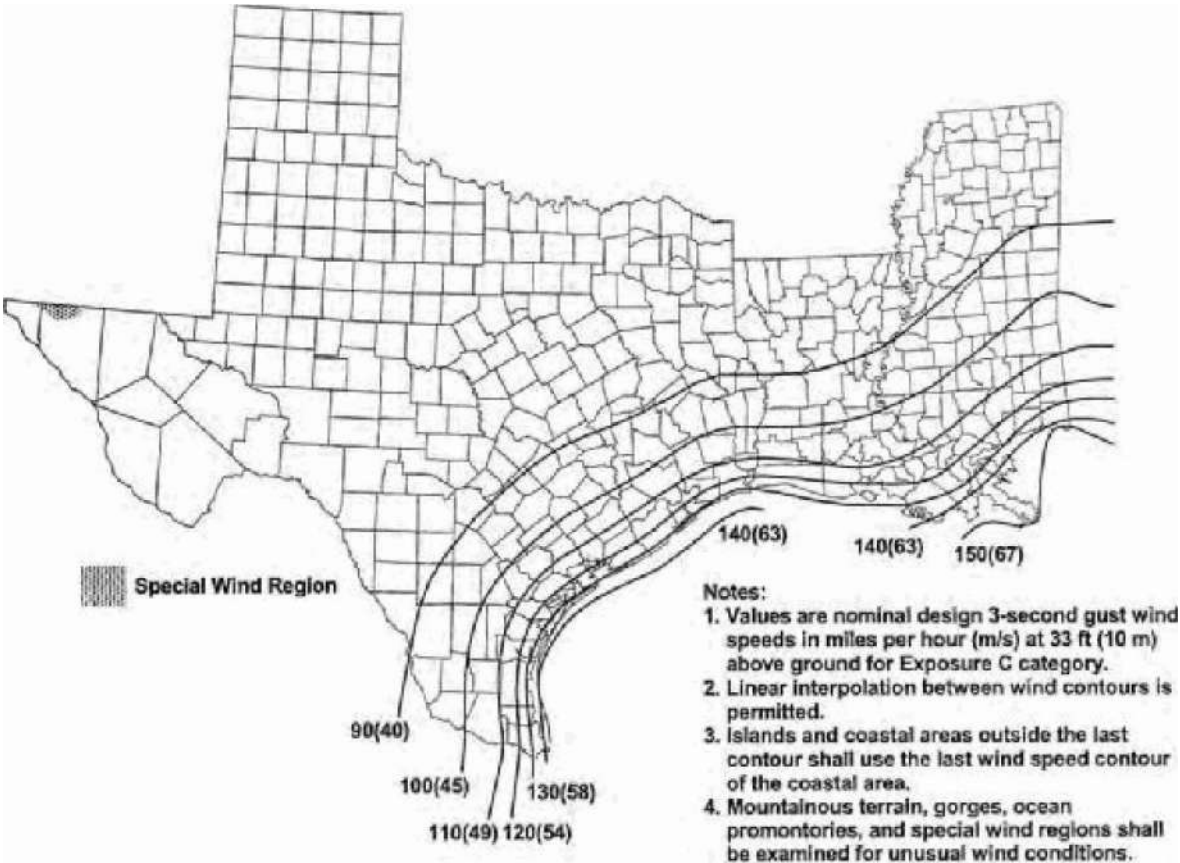 140(63)
140(63)
150(67)
Special Wind Region
90(40)
100(45)
130(58)
110(49)
120(54)
Notes:
1. Values are nominal design 3-second gust wind
speeds in miles per hour (m/s) at 33 ft (10 m)
above ground for Exposure C category.
2. Linear interpolation between wind contours is
permitted.
3. Islands and coastal areas outside the last
contour shall use the last wind speed contour
of the coastal area.
4. Mountainous terrain, gorges, ocean
promontories, and special wind regions shall
be examined for unusual wind conditions.